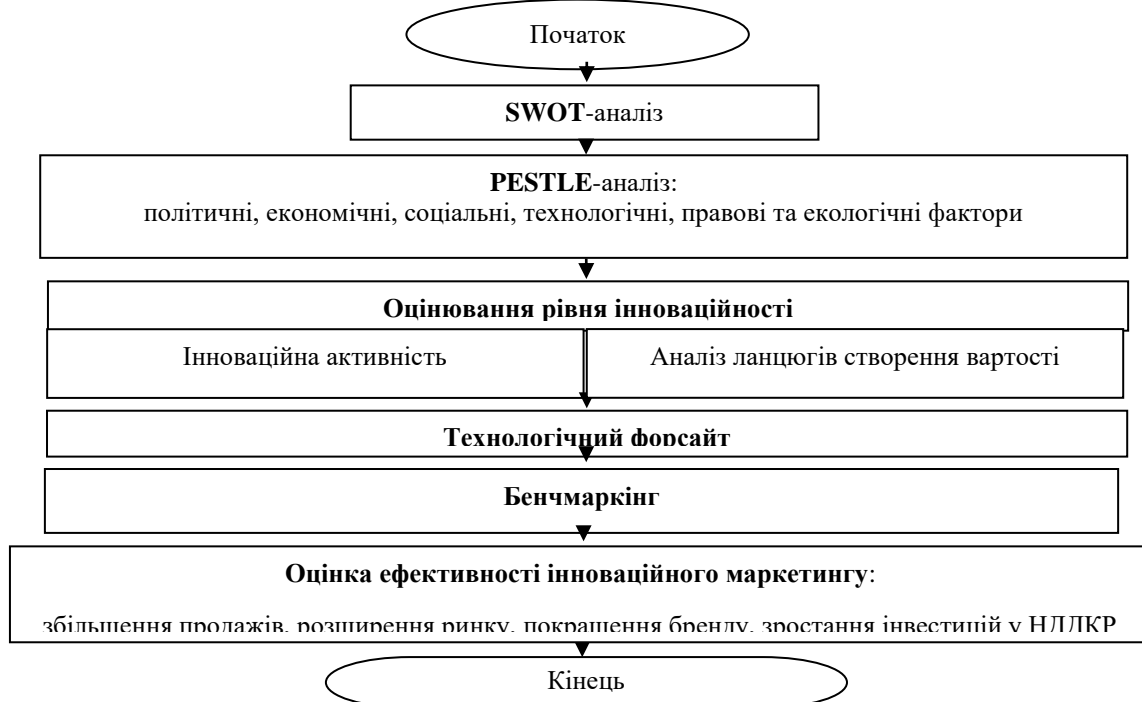 Початок
SWOT-аналіз
PESTLE-аналіз:
політичні, економічні, соціальні, технологічні, правові та екологічні фактори
Оцінювання рівня інноваційності
Інноваційна активність
Аналіз ланцюгів створення вартості
Технологічний форсайт
Бенчмаркінг
Оцінка ефективності інноваційного маркетингу:
збільшення продажів, розширення ринку, покращення бренду, зростання інвестицій у НДДКР
Кінець